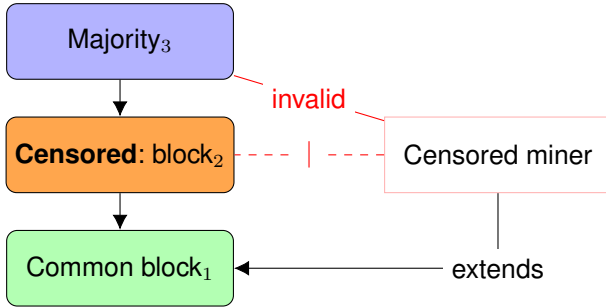 Majority₃
invalid
Censored: block₂
Censored miner
Common block₁
extends